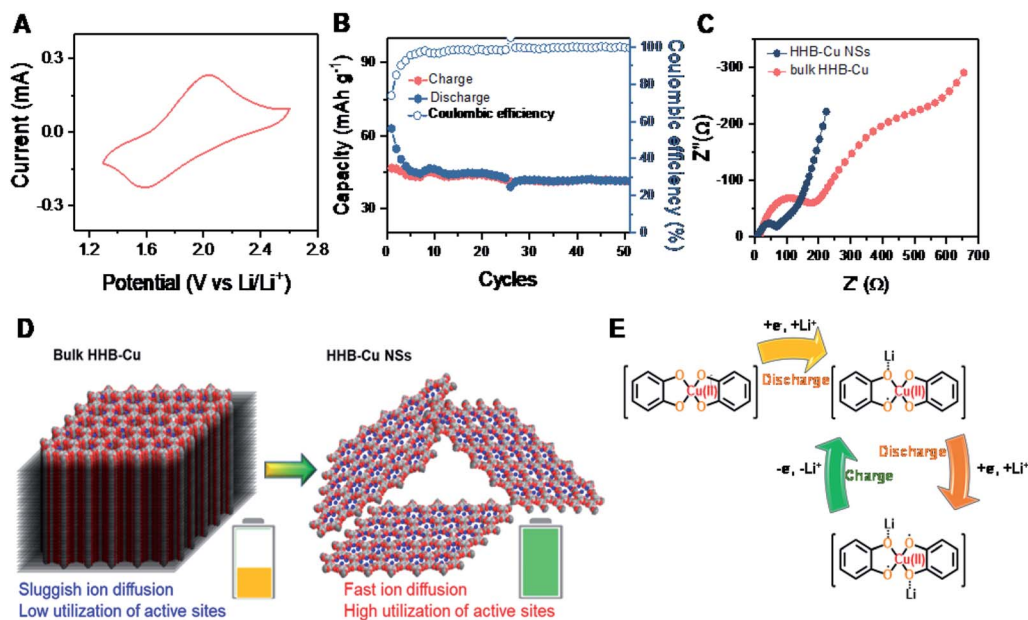 A
Current (mA)
0.3
0.0
-0.3
1.2
1.6
2.0
2.4
2.8
Potential (V vs Li/Li⁺)
B
Capacity (mAh g⁻¹)
90
75
60
45
30
Charge
Discharge
Coulombic efficiency
100
80
60
40
20
0
Coulombic efficiency (%)
0
10
20
30
40
50
Cycles
C
HHB-Cu NSs
bulk HHB-Cu
Z''(Ω)
-300
-200
-100
0
0
100
200
300
400
500
600
700
Z' (Ω)
D
Bulk HHB-Cu
HHB-Cu NSs
Sluggish ion diffusion
Low utilization of active sites
Fast ion diffusion
High utilization of active sites
E
+e⁻, +Li⁺
Discharge
O
O
Cu(II)
O
O
Li
O
O
Cu(II)
O
O
-e⁻, -Li⁺
Charge
Discharge
+e⁻, +Li⁺
Li
O
O
Cu(II)
O
O
Li